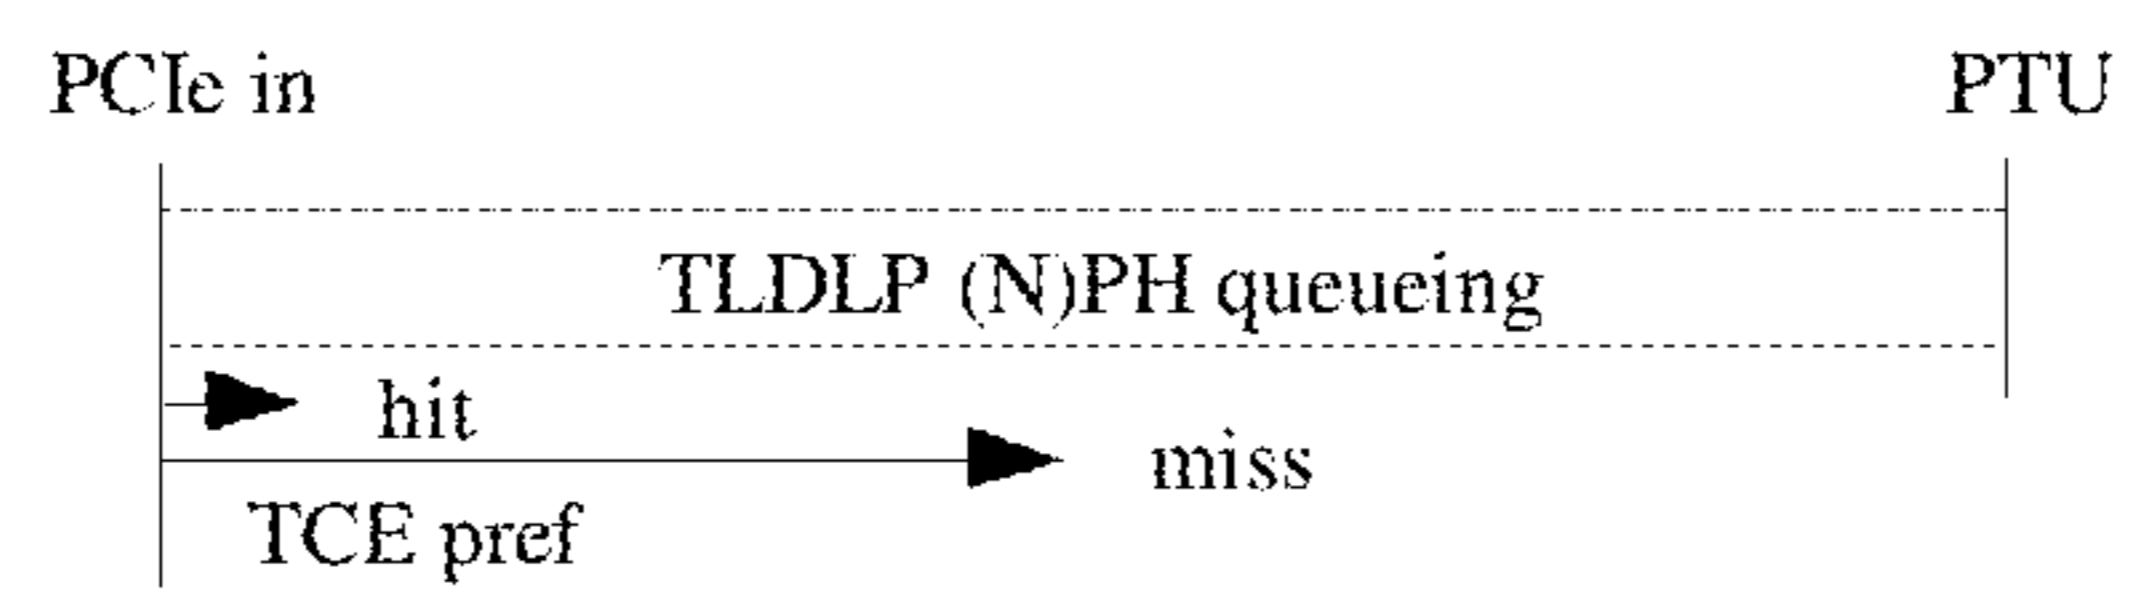 PCIe in
PTU
TLDLP (N)PH queueing
hit
miss
TCE pref